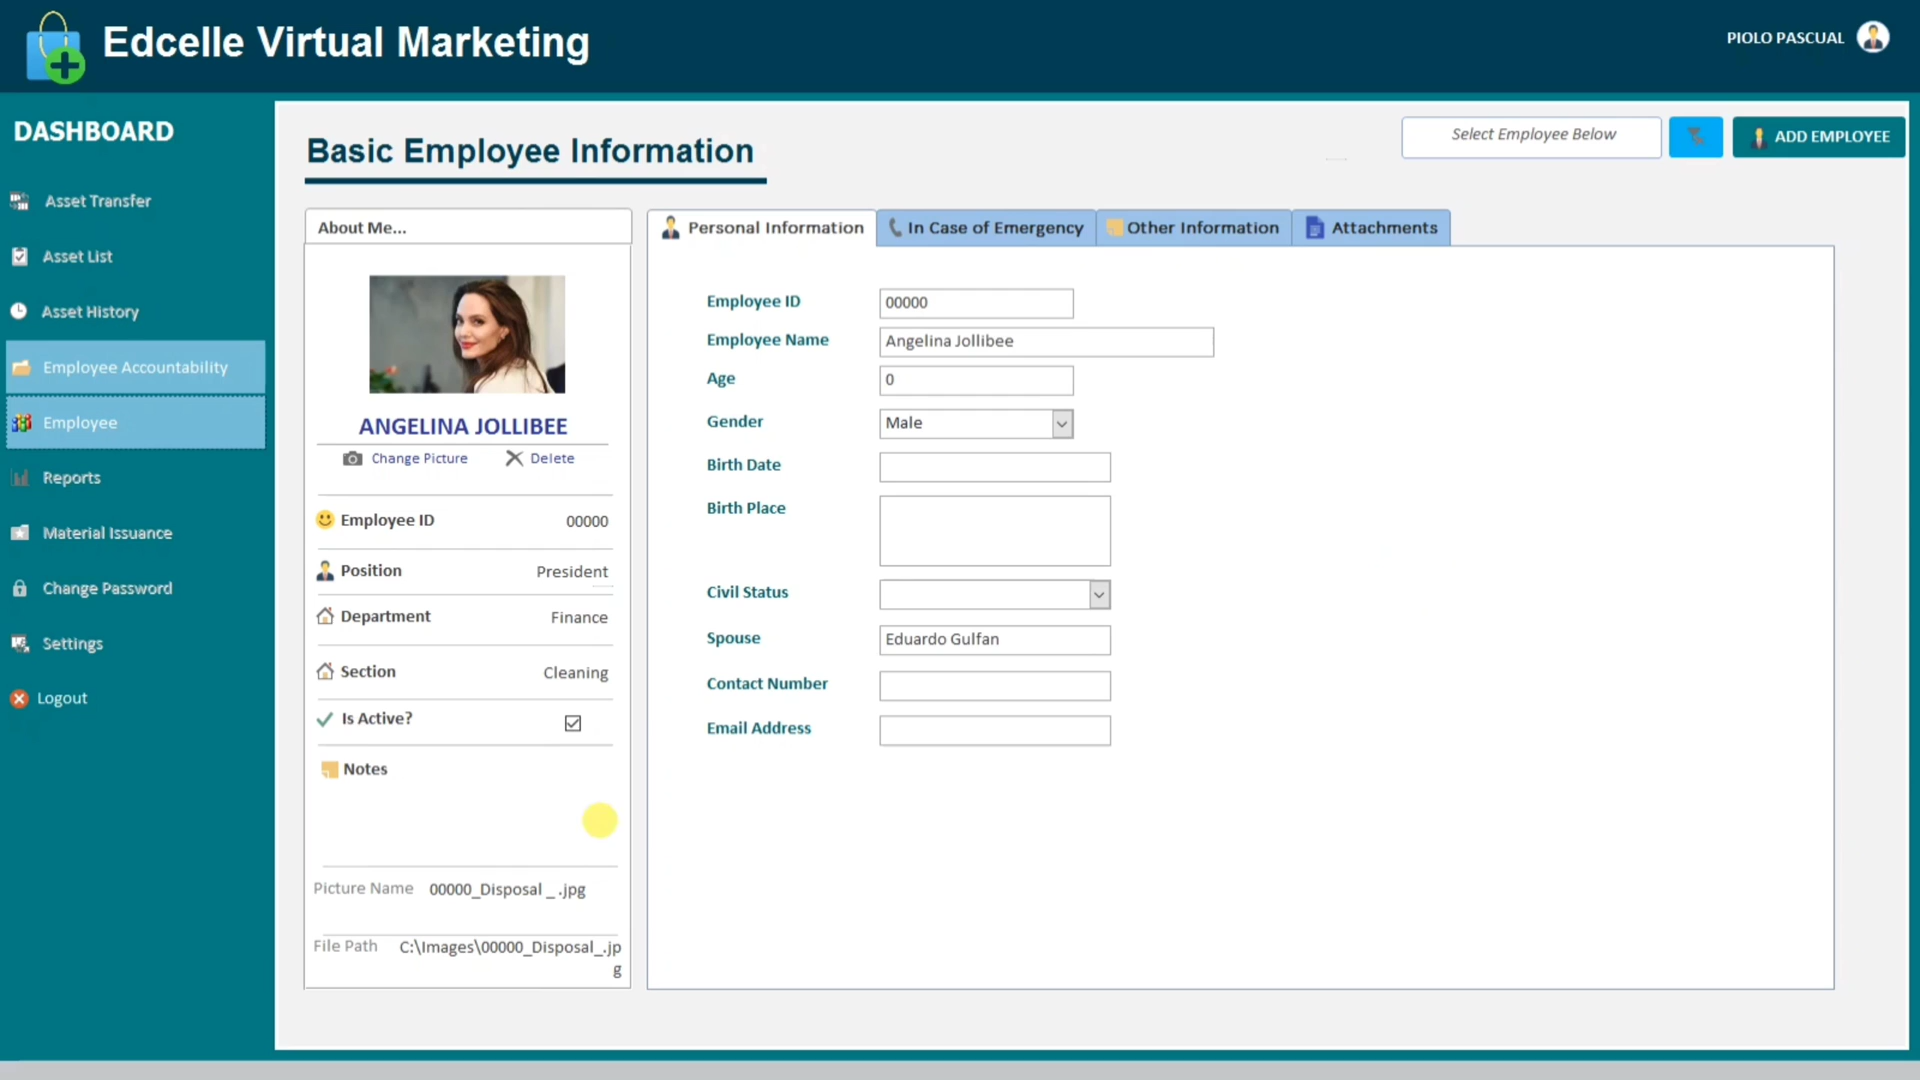 Edcelle Virtual Marketing
PIOLO PASCUAL
DASHBOARD
Asset Transfer
Asset List
Asset History
Employee Accountability
Employee
Reports
Material Issuance
Change Password
Settings
Logout
Basic Employee Information
Select Employee Below
ADD EMPLOYEE
About Me...
ANGELINA JOLLIBEE
Change Picture Delete
Employee ID 00000
Position President
Department Finance
Section Cleaning
Is Active?
Notes
Picture Name 00000_Disposal _ .jpg
File Path C:\Images\00000_Disposal_.jp
g
Personal Information In Case of Emergency Other Information Attachments
Employee ID 00000
Employee Name Angelina Jollibee
Age 0
Gender Male
Birth Date
Birth Place
Civil Status
Spouse Eduardo Gulfan
Contact Number
Email Address